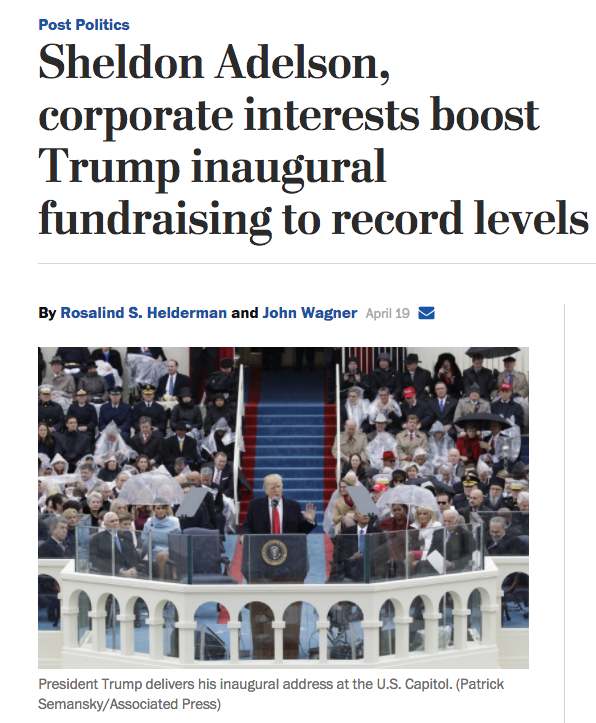 Post Politics
Sheldon Adelson,
corporate interests boost
Trump inaugural
fundraising to record levels
By Rosalind S. Helderman and John Wagner April 19
President Trump delivers his inaugural address at the U.S. Capitol. (Patrick
Semansky/Associated Press)